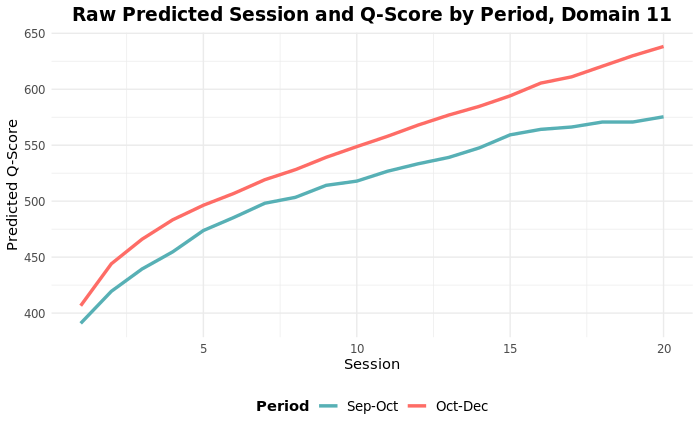 Raw Predicted Session and Q-Score by Period, Domain 11
Predicted Q-Score
650
600
550
500
450
400
5 10 15 20
Session
Period Sep-Oct Oct-Dec